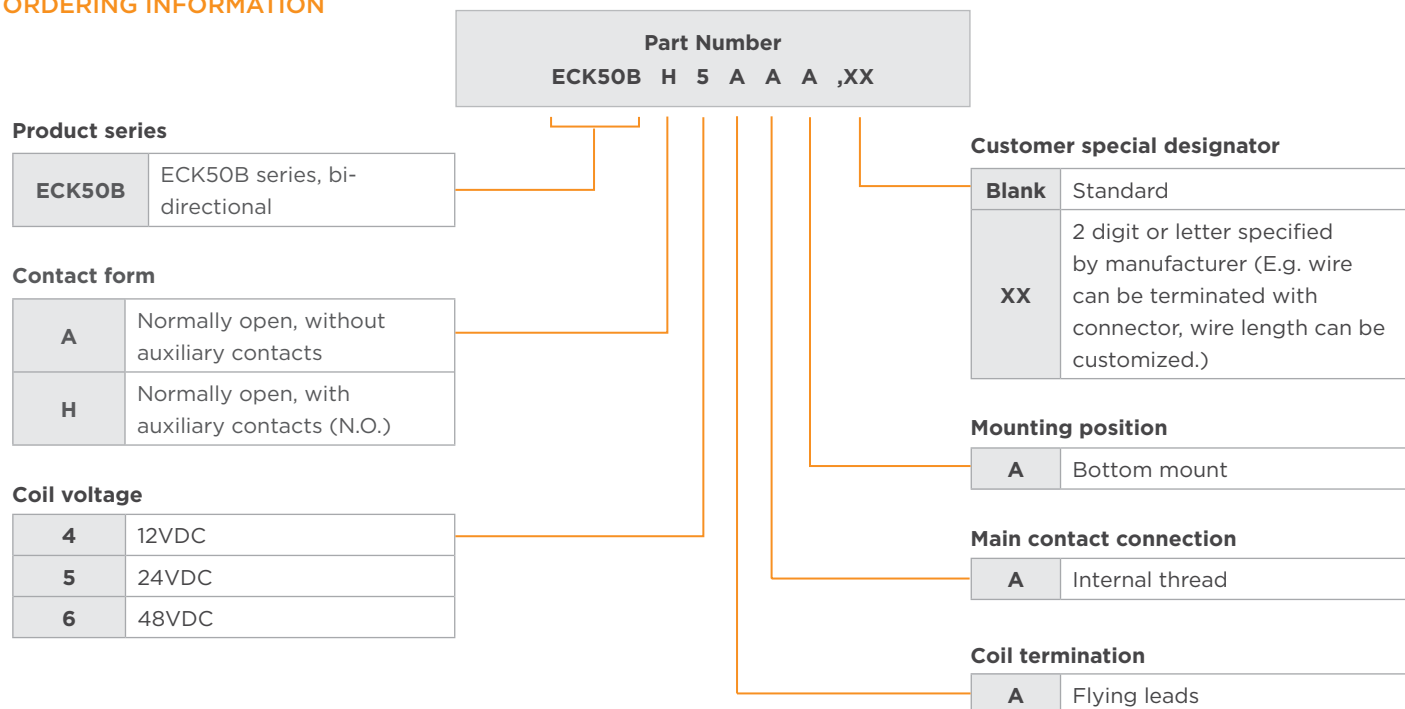 ORDERING INFORMATION
Part Number
ECK50B H 5 A A A ,XX
Product series
ECK50B
ECK50B series, bi-
directional
Contact form
A
Normally open, without
auxiliary contacts
H
Normally open, with
auxiliary contacts (N.O.)
Coil voltage
4 12VDC
5 24VDC
6 48VDC
Customer special designator
Blank Standard
XX
2 digit or letter specified
by manufacturer (E.g. wire
can be terminated with
connector, wire length can be
customized.)
Mounting position
A Bottom mount
Main contact connection
A Internal thread
Coil termination
A Flying leads